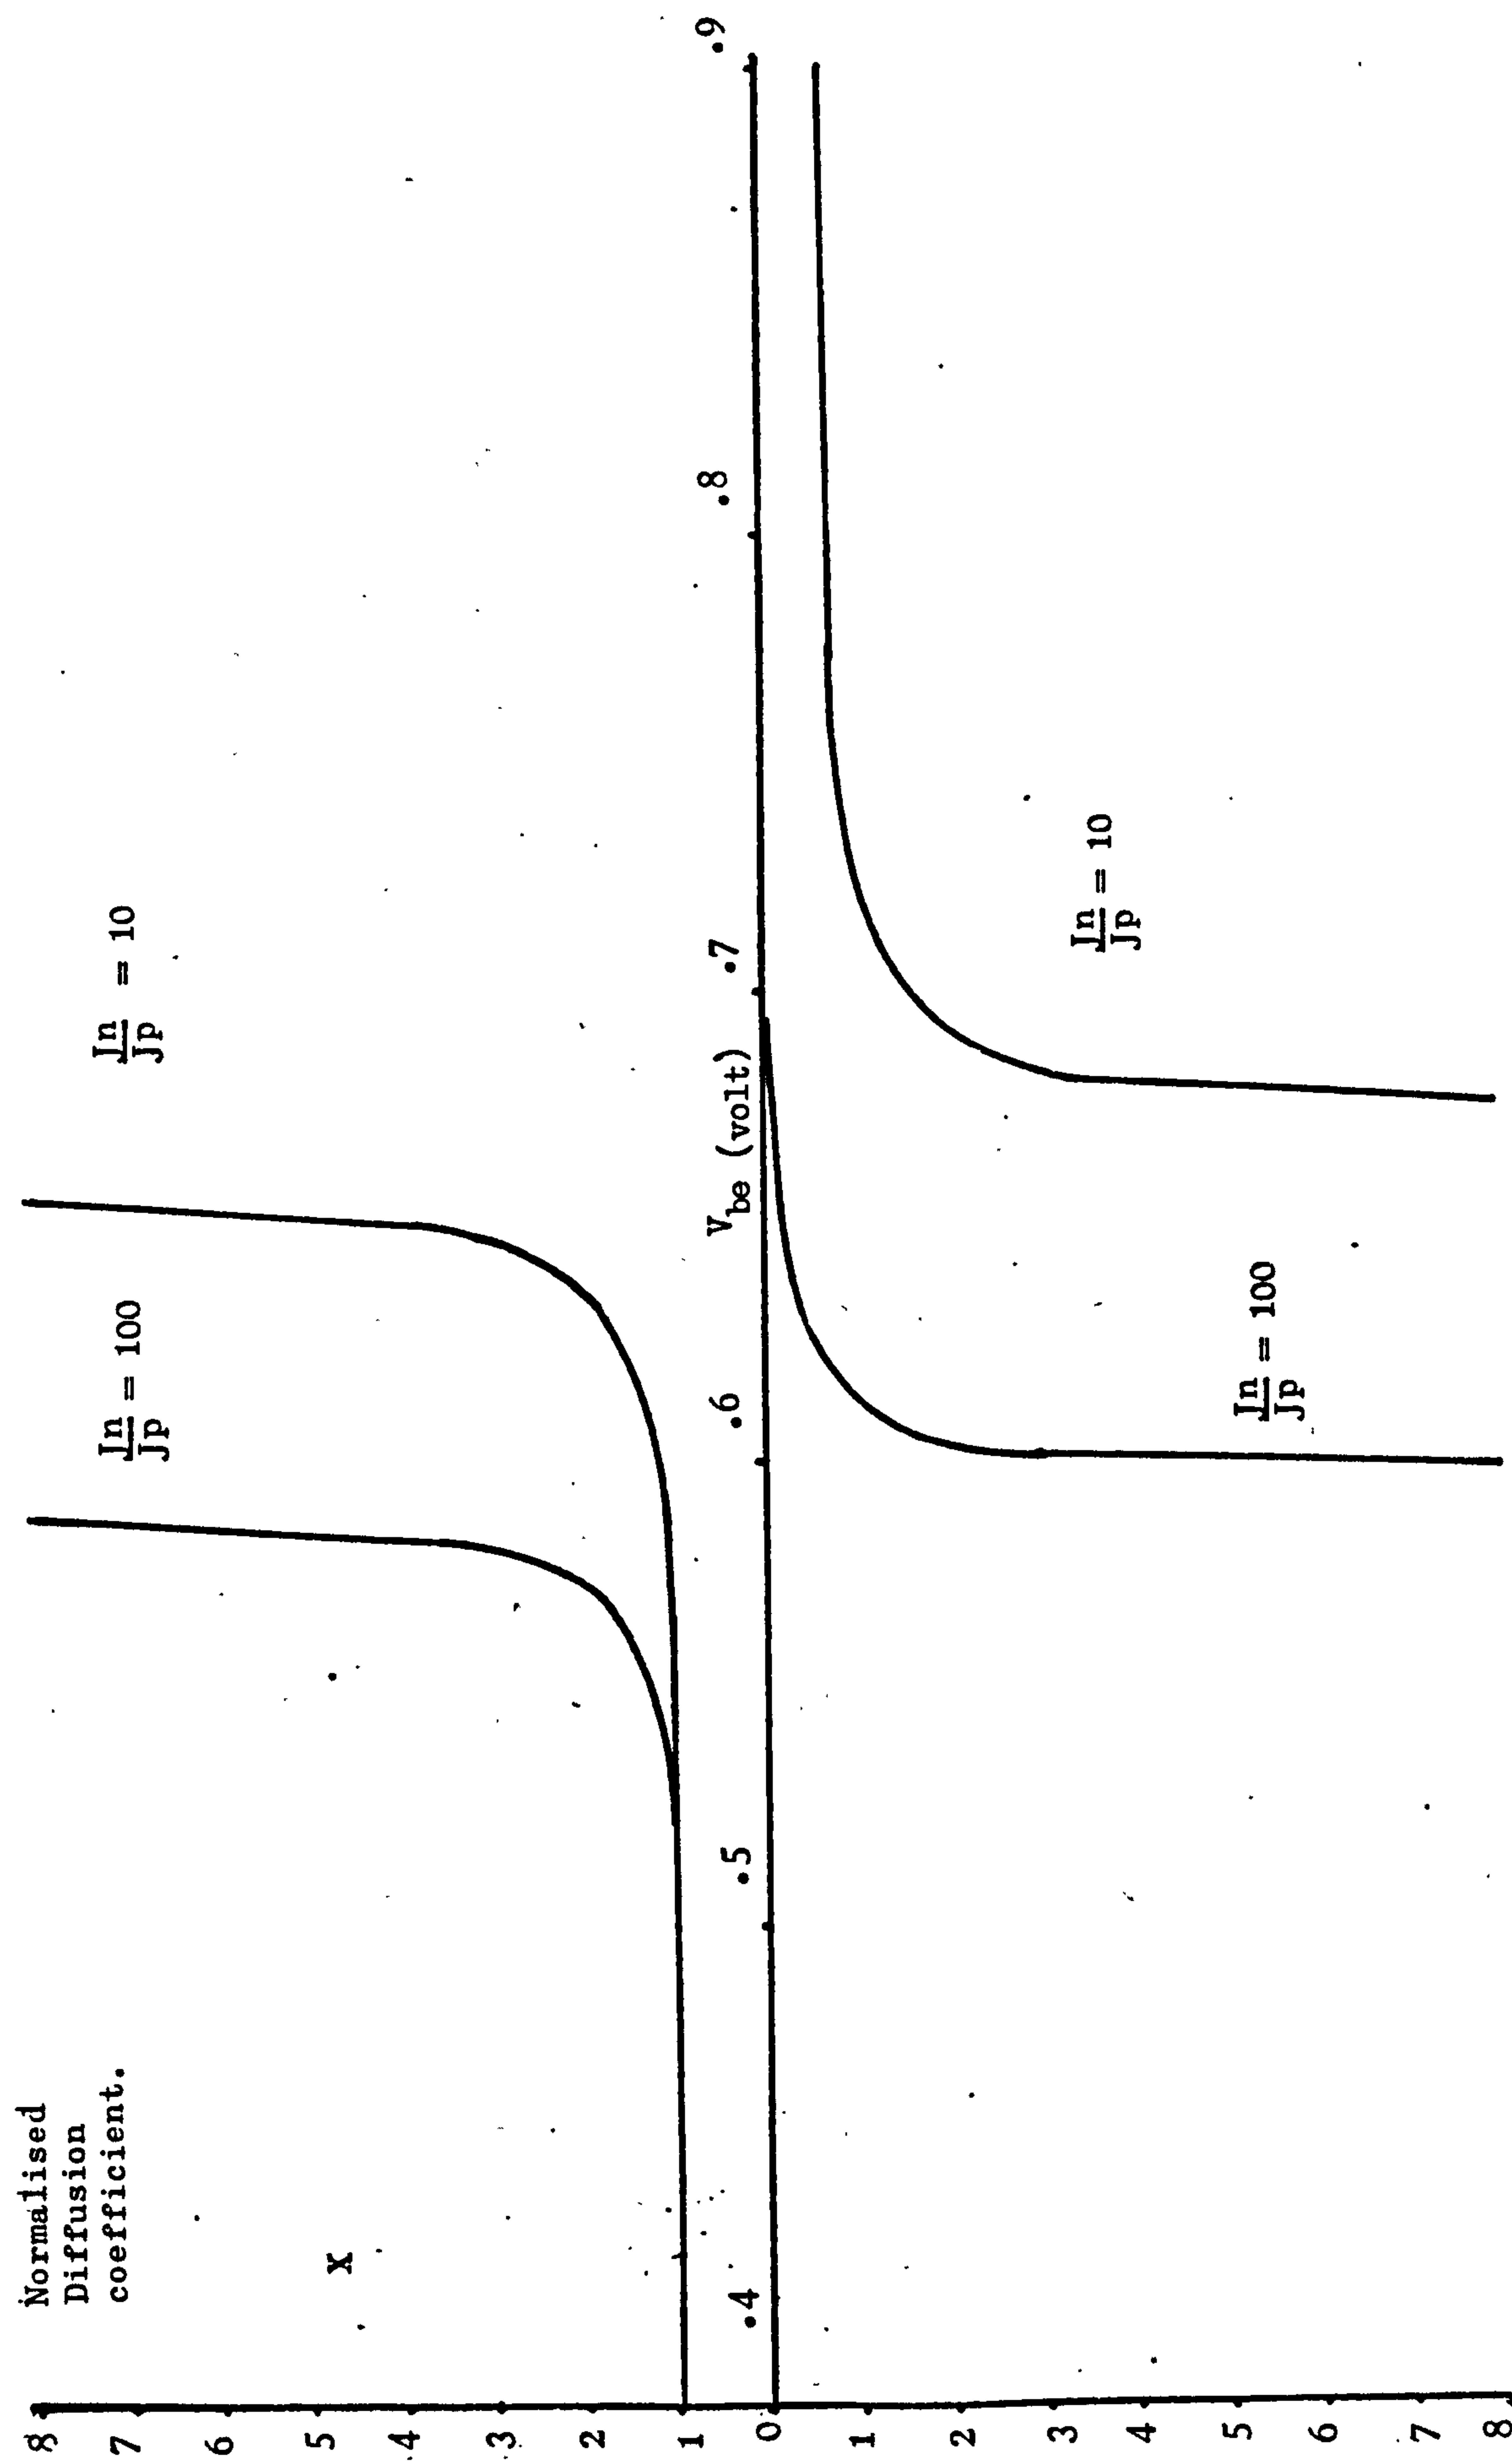 Normalised
Diffusion
coefficient.
x
8
7
6
5
4
3
2
1
0
1
2
3
4
5
6
7
8
Jn
Jp = 100
Jn
Jp = 10
.4
.5
.6
.7
.8
.9
Vbe (volt)
Jn
Jp = 100
Jn
Jp = 10